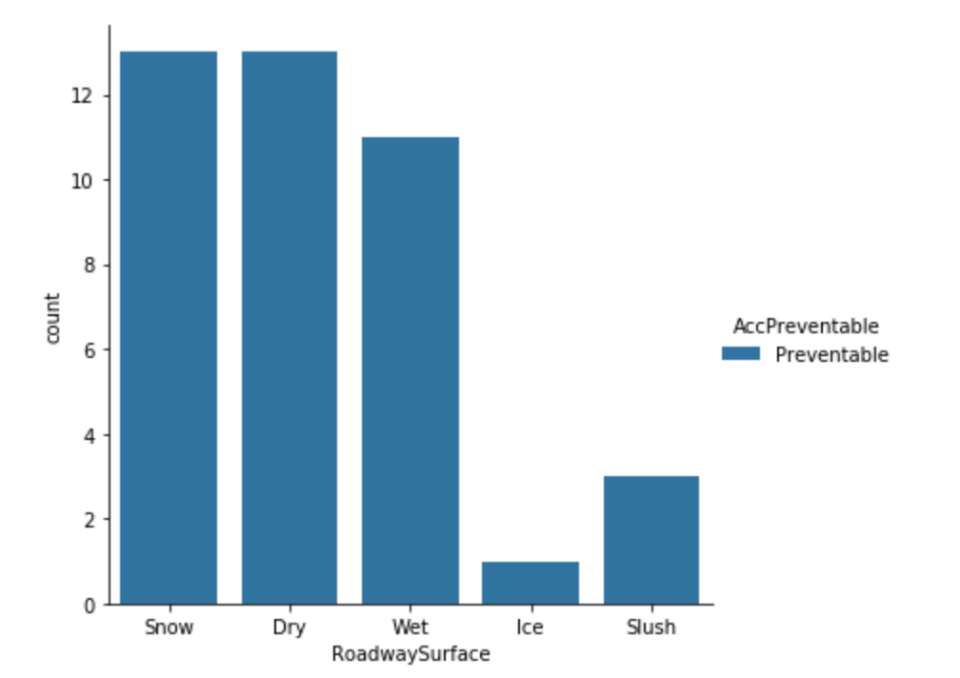 12
10
8
6
4
2
0
count
Snow Dry Wet Ice Slush
RoadwaySurface
AccPreventable
Preventable